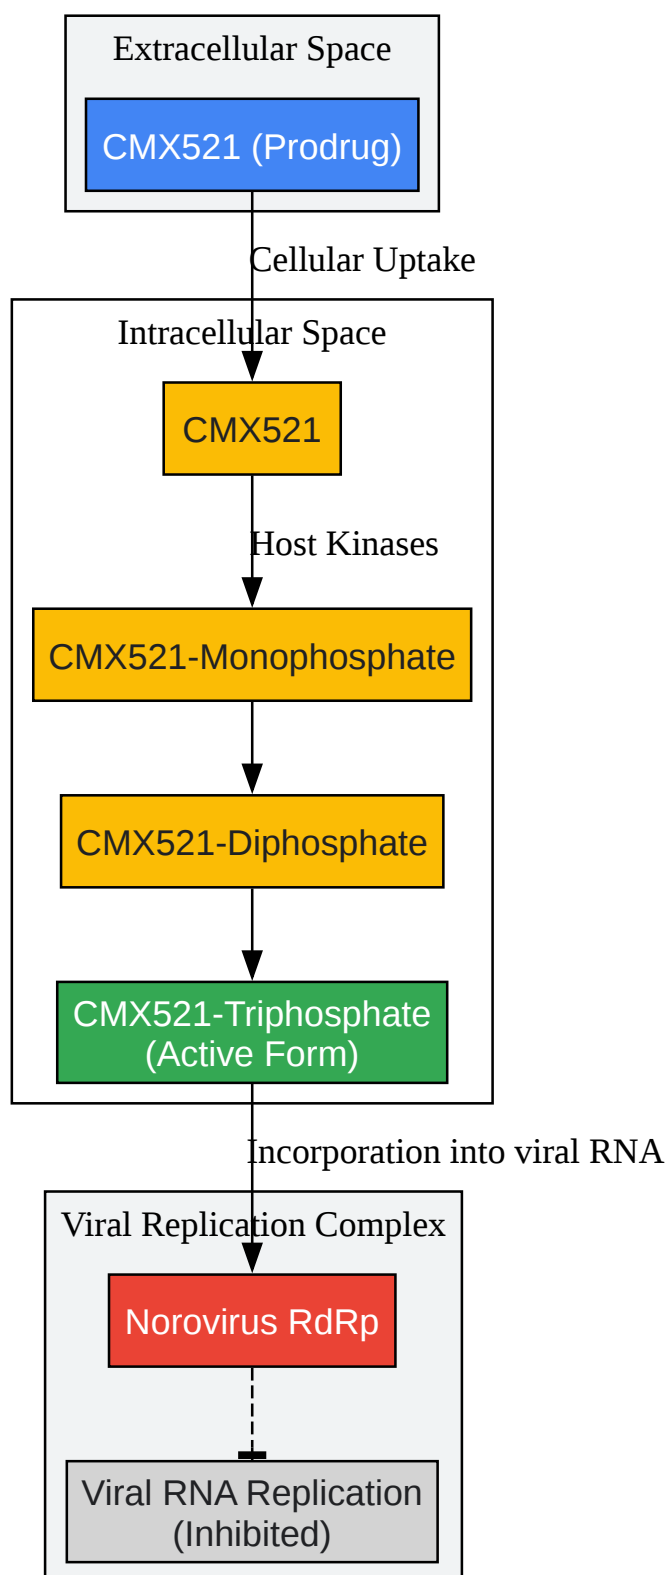 Extracellular Space
CMX521 (Prodrug)
Cellular Uptake
Intracellular Space
CMX521
Host Kinases
CMX521-Monophosphate
CMX521-Diphosphate
CMX521-Triphosphate
(Active Form)
Incorporation into viral RNA
Viral Replication Complex
Norovirus RdRp
Viral RNA Replication
(Inhibited)